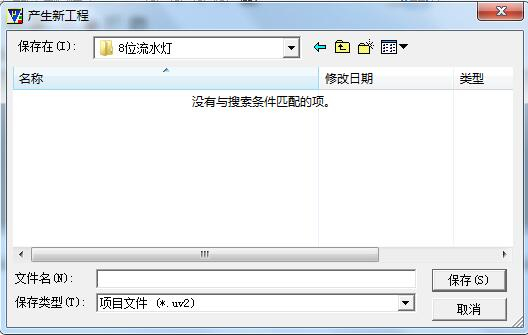 产生新工程
保存在(I):
8位流水灯
名称 修改日期 类型
没有与搜索条件匹配的项。
文件名(N): 保存(S)
保存类型(T): 项目文件 (*.uv2) 取消